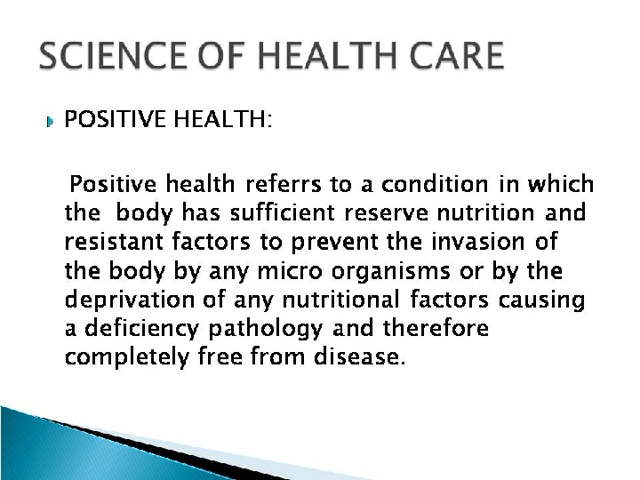 SCIENCE OF HEALTH CARE
POSITIVE HEALTH:
Positive health referrs to a condition in which
the body has sufficient reserve nutrition and
resistant factors to prevent the invasion of
the body by any micro organisms or by the
deprivation of any nutritional factors causing
a deficiency pathology and therefore
completely free from disease.